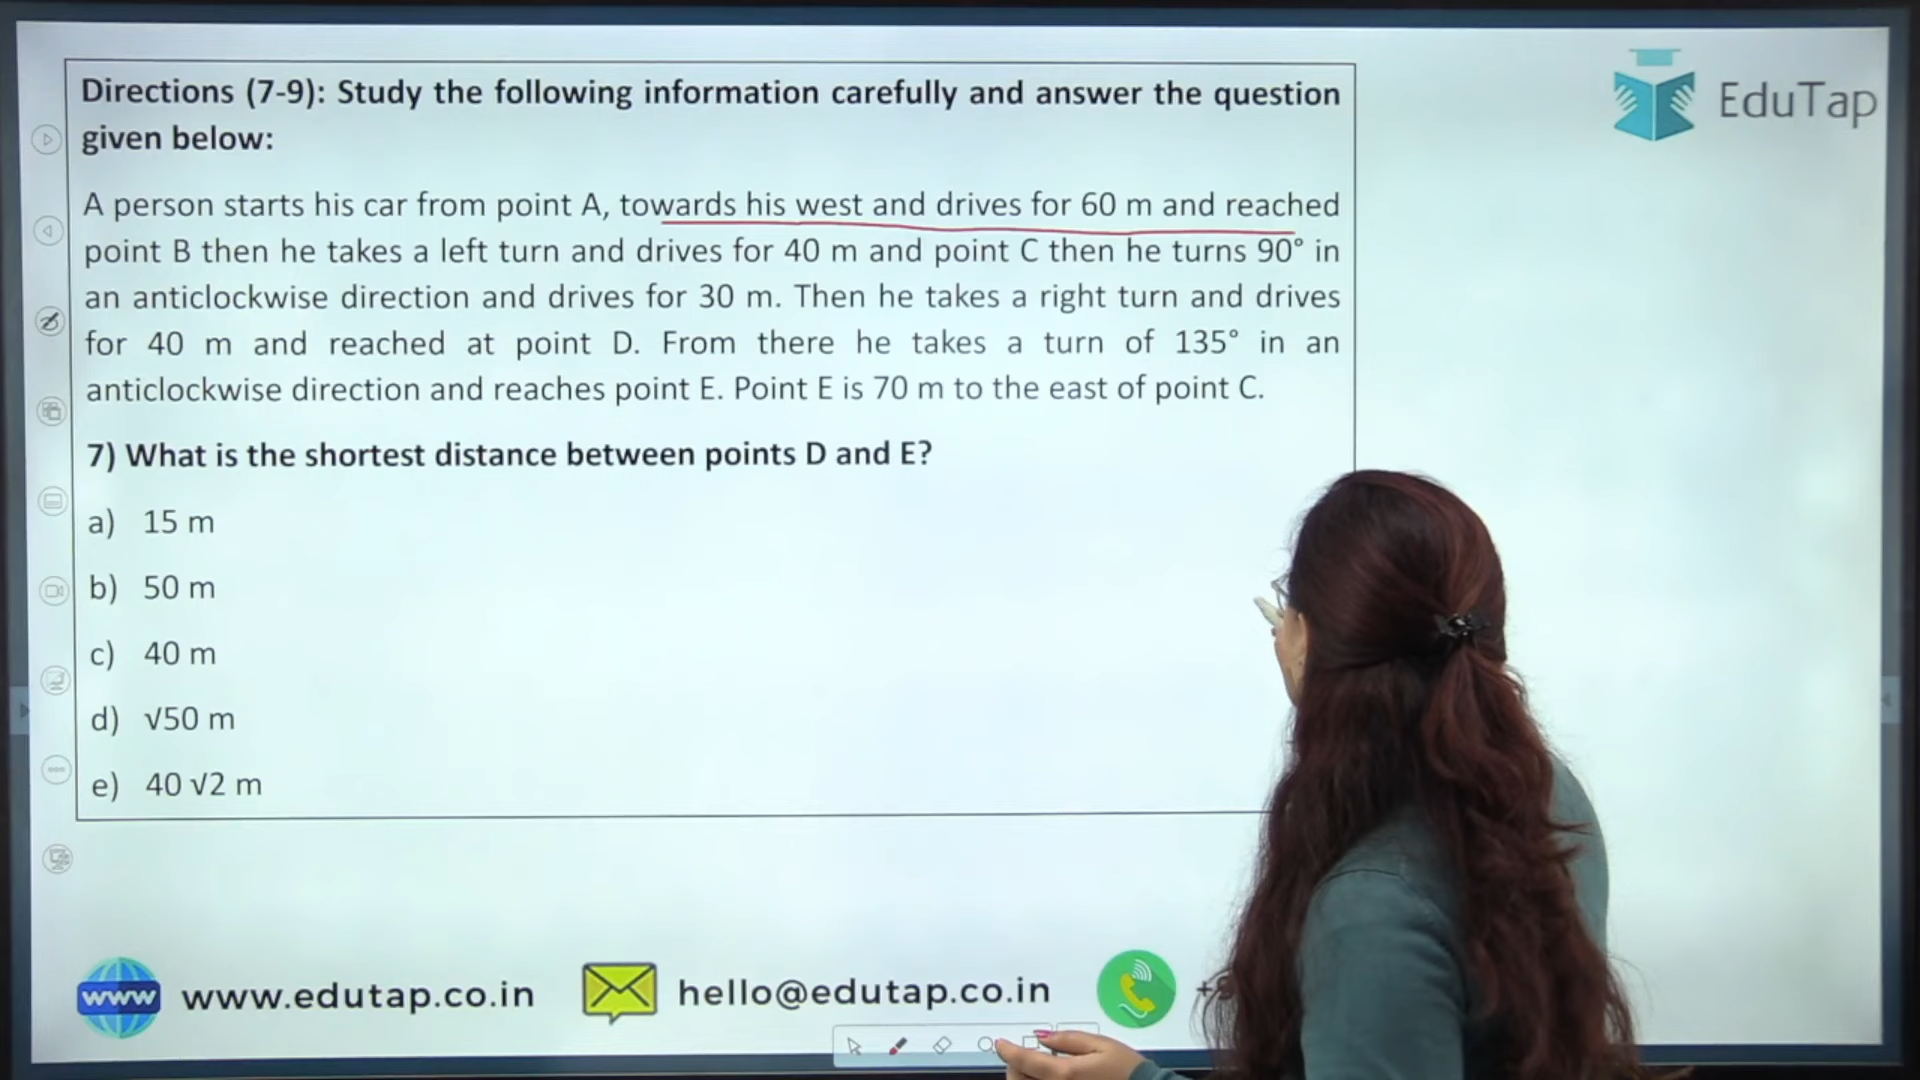 EduTap
Directions (7-9): Study the following information carefully and answer the question
given below:
A person starts his car from point A, towards his west and drives for 60 m and reached
point B then he takes a left turn and drives for 40 m and point C then he turns 90° in
an anticlockwise direction and drives for 30 m. Then he takes a right turn and drives
for 40 m and reached at point D. From there he takes a turn of 135° in an
anticlockwise direction and reaches point E. Point E is 70 m to the east of point C.
7) What is the shortest distance between points D and E?
a) 15 m
b) 50 m
c) 40 m
d) √50 m
e) 40 √2 m
www www.edutap.co.in hello@edutap.co.in